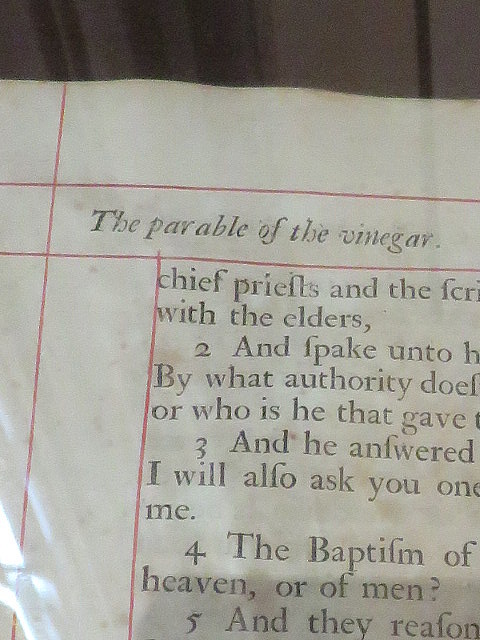 The parable of the vinegar.
chief prieſts and the ſcri
with the elders,
2 And ſpake unto h
By what authority doeſ
or who is he that gave t
3 And he anſwered
I will alſo ask you one
me.
4 The Baptiſm of
heaven, or of men?
5 And they reaſon